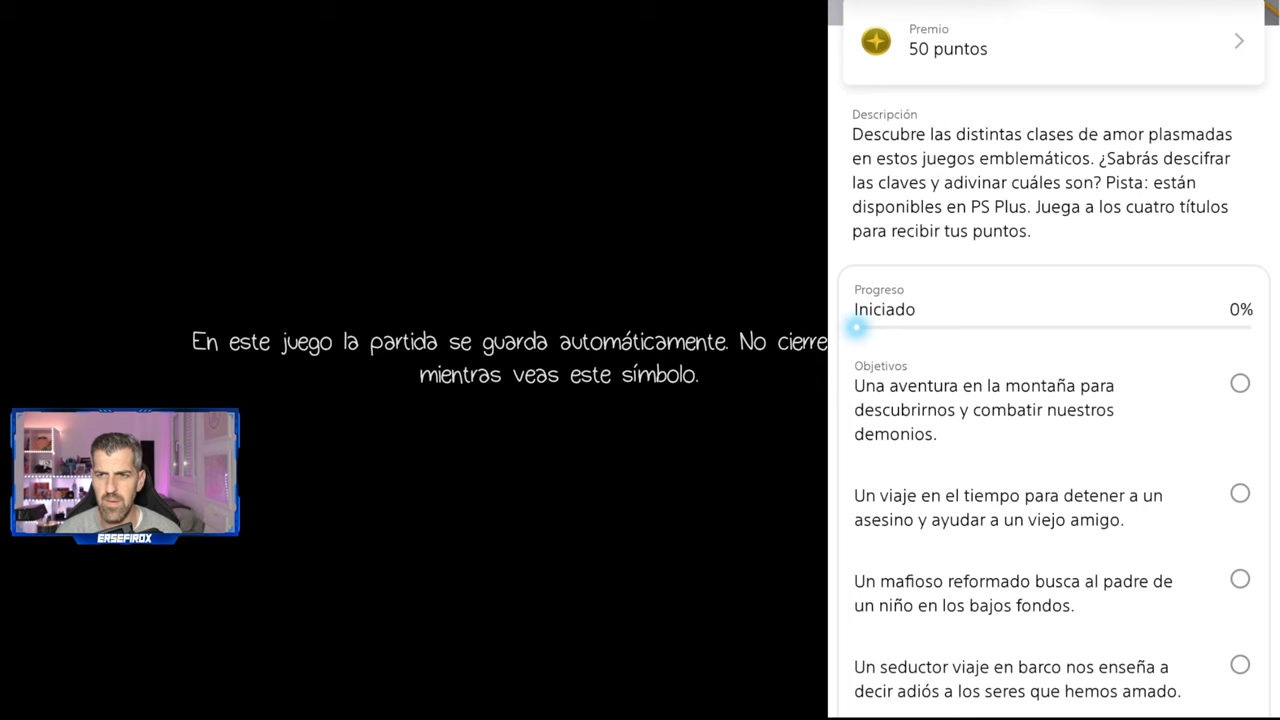 En este juego la partida se guarda automáticamente. No cierre
mientras veas este símbolo.
ERSEFIROX
Premio
50 puntos
Descripción
Descubre las distintas clases de amor plasmadas
en estos juegos emblemáticos. ¿Sabrás descifrar
las claves y adivinar cuáles son? Pista: están
disponibles en PS Plus. Juega a los cuatro títulos
para recibir tus puntos.
Progreso
Iniciado 0%
Objetivos
Una aventura en la montaña para
descubrirnos y combatir nuestros
demonios.
Un viaje en el tiempo para detener a un
asesino y ayudar a un viejo amigo.
Un mafioso reformado busca al padre de
un niño en los bajos fondos.
Un seductor viaje en barco nos enseña a
decir adiós a los seres que hemos amado.